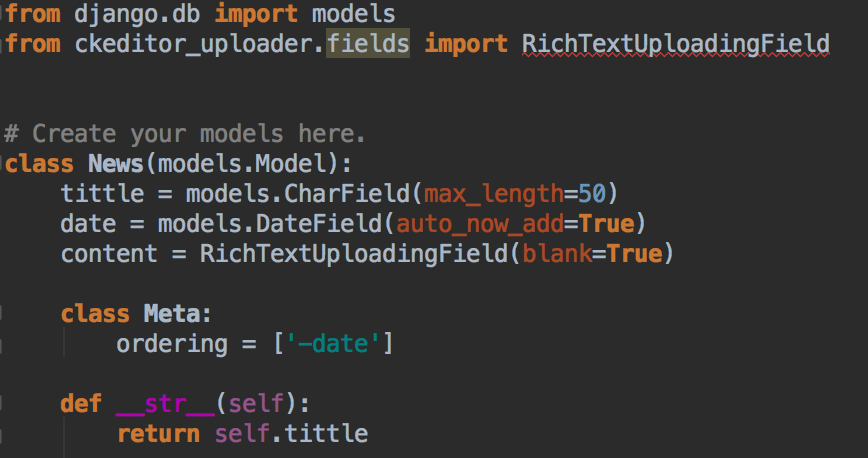 from django.db import models
from ckeditor_uploader.fields import RichTextUploadingField
# Create your models here.
class News(models.Model):
    tittle = models.CharField(max_length=50)
    date = models.DateField(auto_now_add=True)
    content = RichTextUploadingField(blank=True)
    class Meta:
        ordering = ['-date']
    def __str__(self):
        return self.tittle